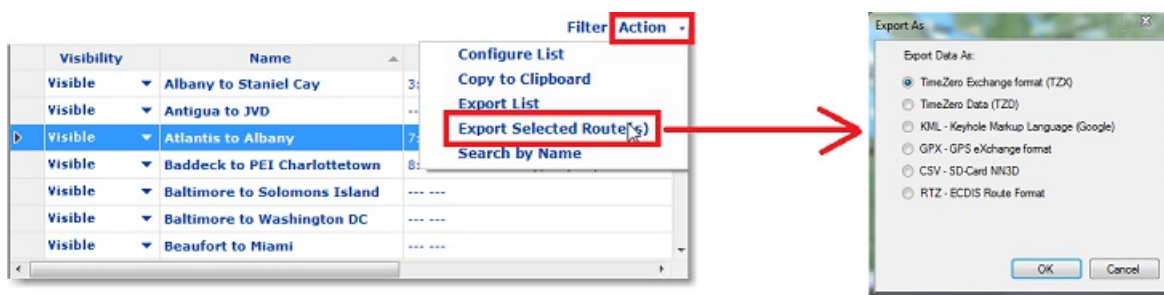 Filter Action
Visibility Name
Visible Albany to Staniel Cay 3:
Visible Antigua to JVD --
Visible Atlantis to Albany 7:
Visible Baddeck to PEI Charlottetown 8:
Visible Baltimore to Solomons Island --- ---
Visible Baltimore to Washington DC --- ---
Visible Beaufort to Miami --- ---
Configure List
Copy to Clipboard
Export List
Export Selected Route(s)
Search by Name
Export As
Export Data As:
TimeZero Exchange format (TZX)
TimeZero Data (TZD)
KML - Keyhole Markup Language (Google)
GPX - GPS eXchange format
CSV - SD-Card NN3D
RTZ - ECDIS Route Format
OK Cancel